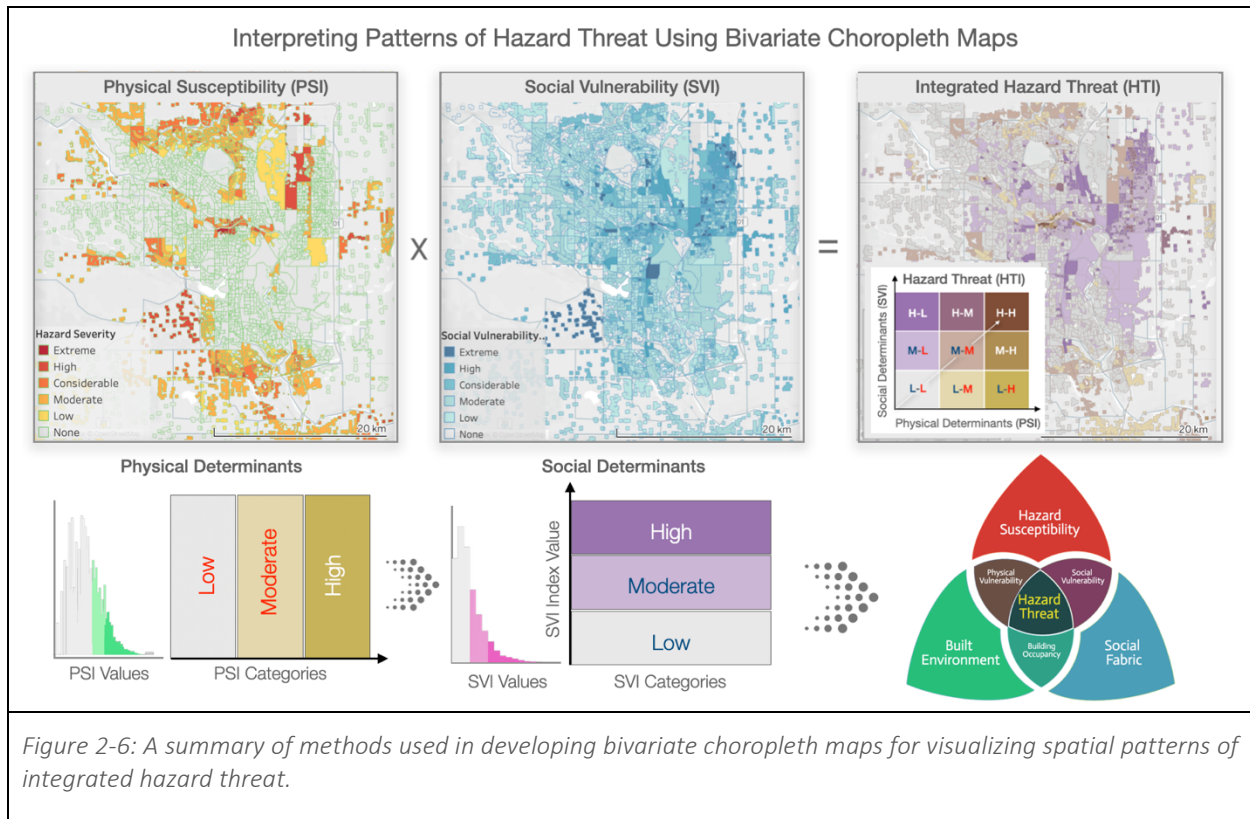 Interpreting Patterns of Hazard Threat Using Bivariate Choropleth Maps
Physical Susceptibility (PSI)
Hazard Severity
Extreme
High
Considerable
Moderate
Low
None
20 km
X
Social Vulnerability (SVI)
Social Vulnerability...
Extreme
High
Considerable
Moderate
Low
None
20 km
=
Integrated Hazard Threat (HTI)
Hazard Threat (HTI)
Social Determinants (SVI)
H-L H-M H-H
M-L M-M M-H
L-L L-M L-H
Physical Determinants (PSI)
20 km
Physical Determinants
PSI Values
Low
Moderate
High
PSI Categories
Social Determinants
SVI Values
SVI Index Value
High
Moderate
Low
SVI Categories
Hazard
Susceptibility
Physical
Vulnerability
Social
Vulnerability
Hazard
Threat
Built
Environment
Building
Occupancy
Social
Fabric
Figure 2-6: A summary of methods used in developing bivariate choropleth maps for visualizing spatial patterns of
integrated hazard threat.